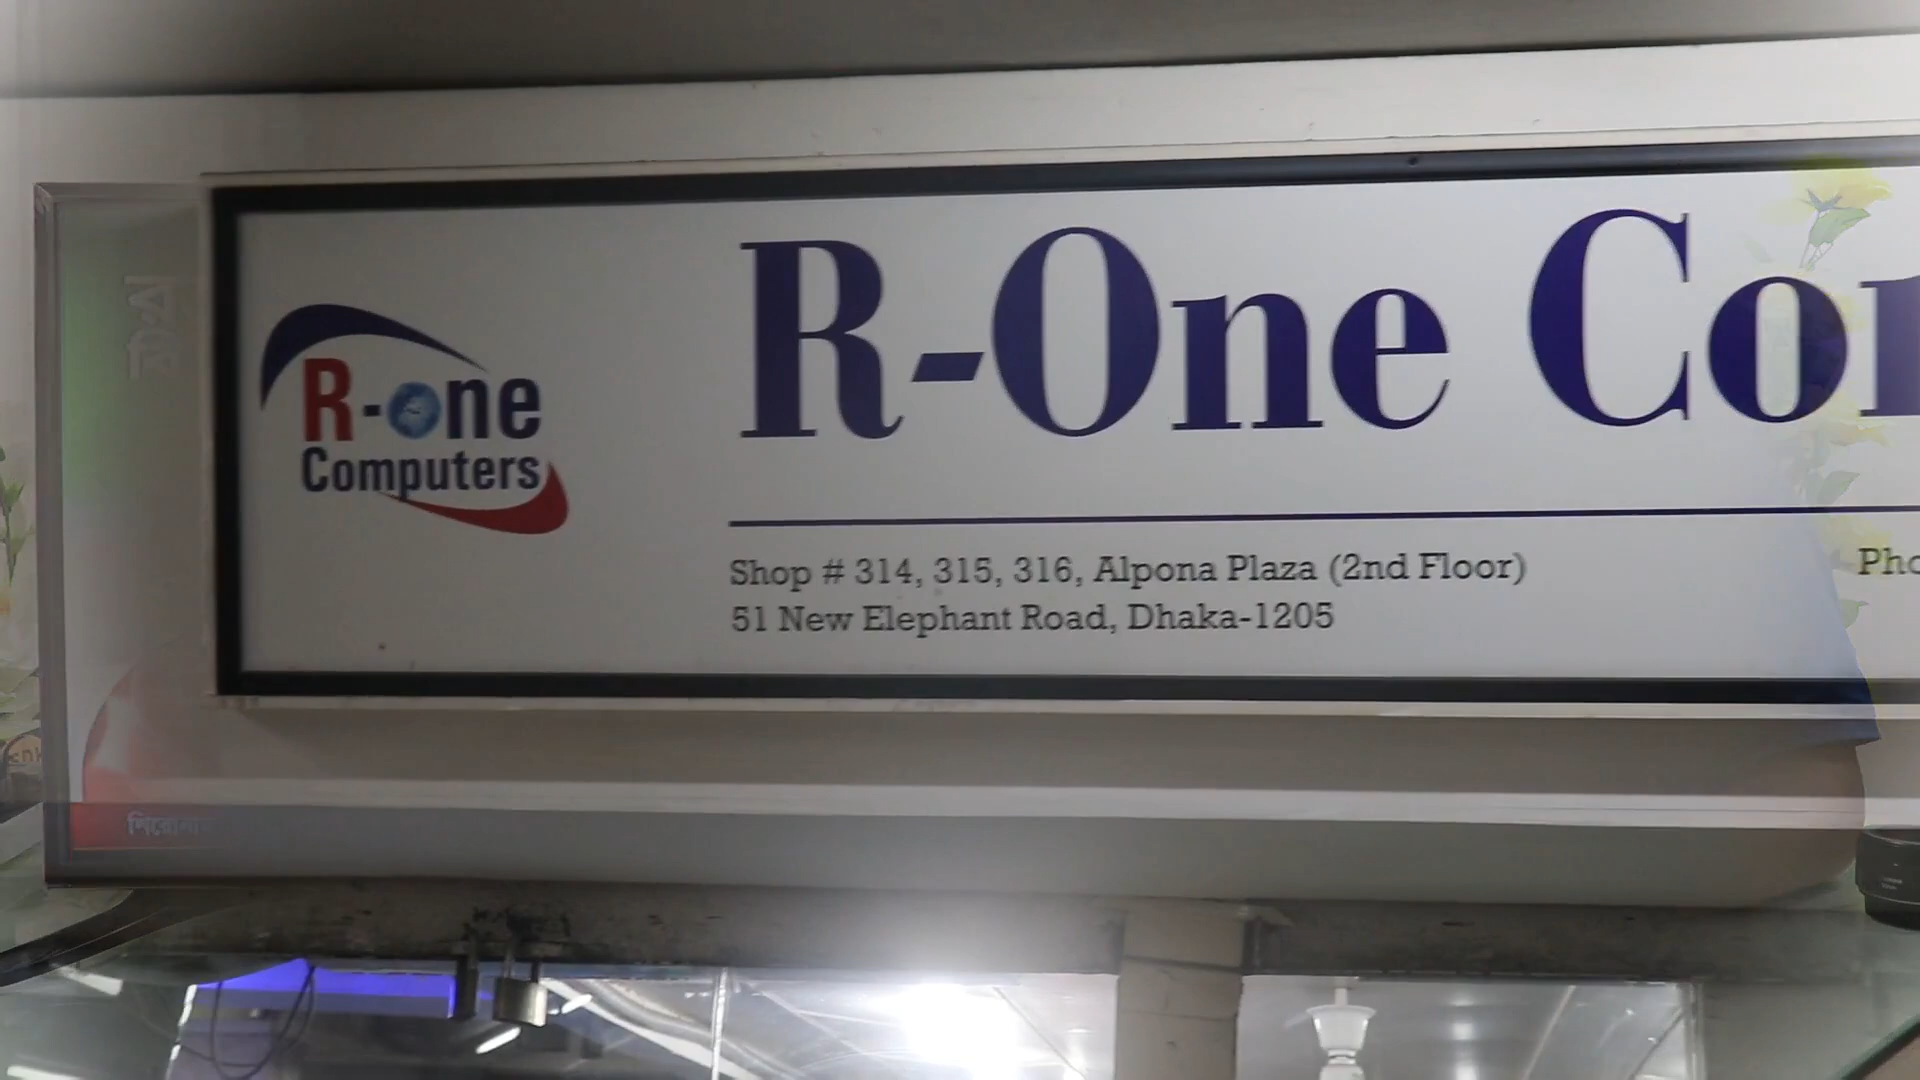 R-One Co
R-one
Computers
Shop # 314, 315, 316, Alpona Plaza (2nd Floor)
Pho
51 New Elephant Road, Dhaka-1205